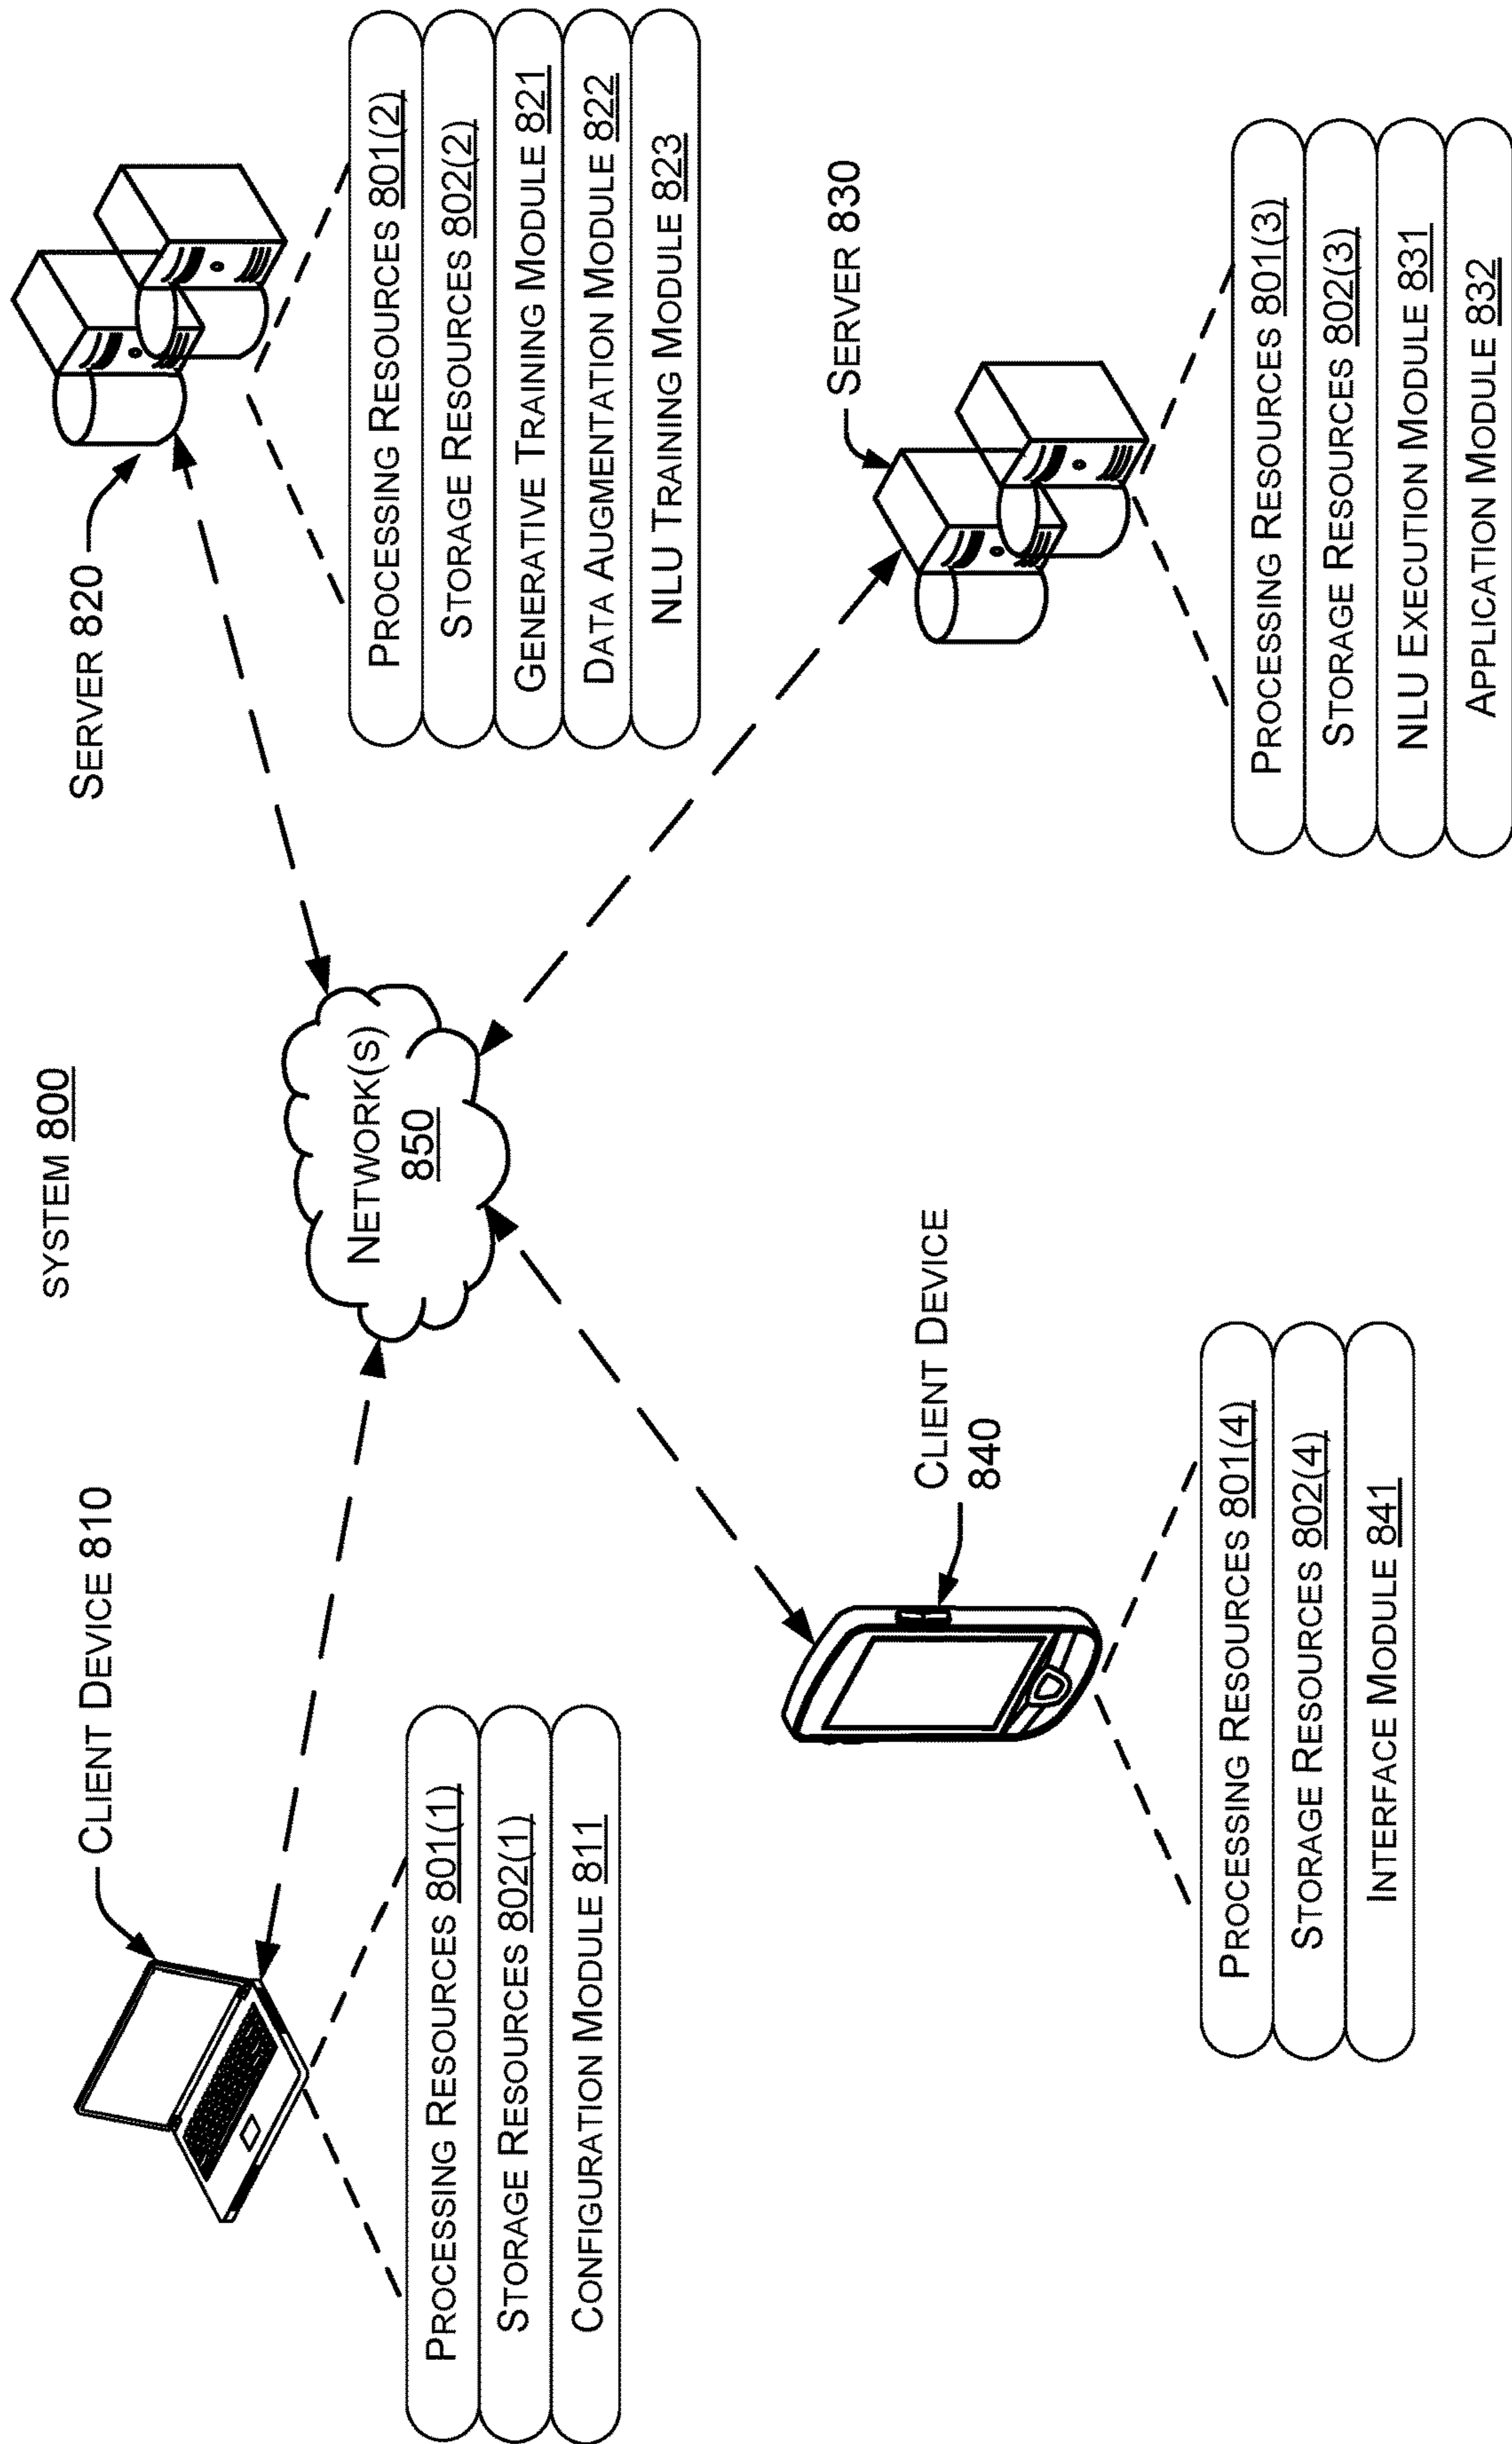 SYSTEM 800
CLIENT DEVICE 810
PROCESSING RESOURCES 801(1)
STORAGE RESOURCES 802(1)
CONFIGURATION MODULE 811
NETWORK(S)
850
SERVER 820
PROCESSING RESOURCES 801(2)
STORAGE RESOURCES 802(2)
GENERATIVE TRAINING MODULE 821
DATA AUGMENTATION MODULE 822
NLU TRAINING MODULE 823
CLIENT DEVICE
840
PROCESSING RESOURCES 801(4)
STORAGE RESOURCES 802(4)
INTERFACE MODULE 841
SERVER 830
PROCESSING RESOURCES 801(3)
STORAGE RESOURCES 802(3)
NLU EXECUTION MODULE 831
APPLICATION MODULE 832